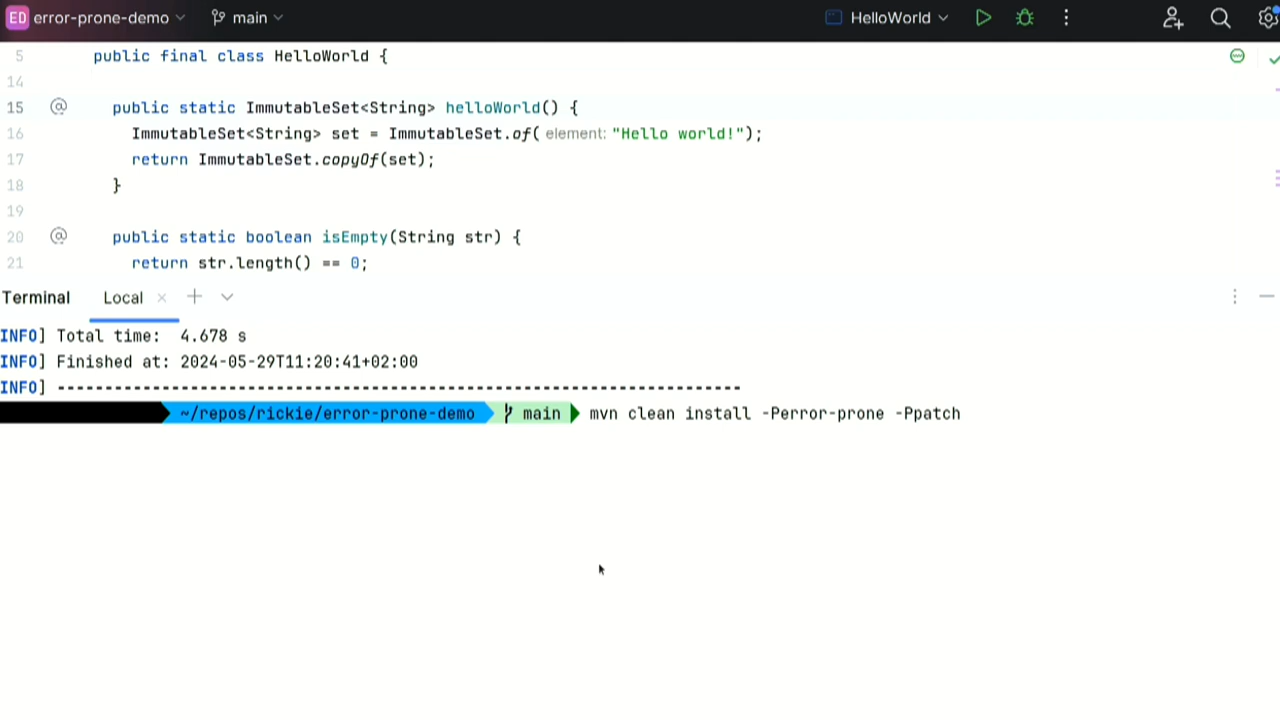 ED error-prone-demo main HelloWorld
5 public final class HelloWorld {
14
15 @ public static ImmutableSet<String> helloWorld() {
16 ImmutableSet<String> set = ImmutableSet.of( element: "Hello world!");
17 return ImmutableSet.copyOf(set);
18 }
19
20 @ public static boolean isEmpty(String str) {
21 return str.length() == 0;
Terminal Local
INFO] Total time:  4.678 s
INFO] Finished at: 2024-05-29T11:20:41+02:00
INFO] ------------------------------------------------------------------------
~/repos/rickie/error-prone-demo main mvn clean install -Perror-prone -Ppatch